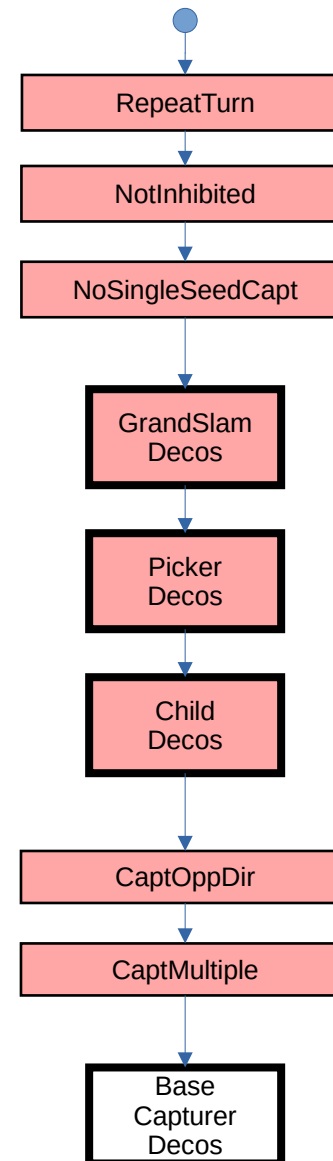 RepeatTurn
NotInhibited
NoSingleSeedCapt
GrandSlam
Decos
Picker
Decos
Child
Decos
CaptOppDir
CaptMultiple
Base
Capturer
Decos